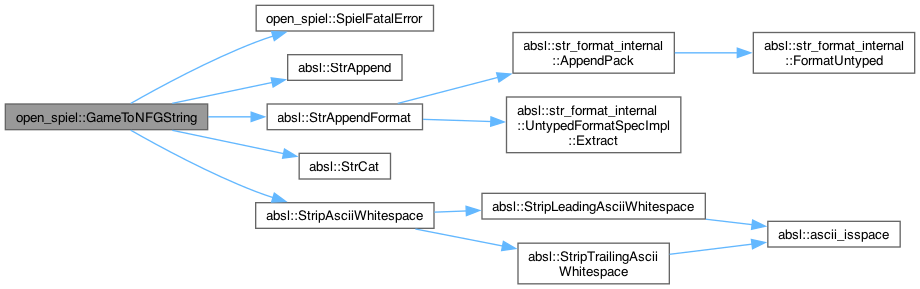 open_spiel::GameToNFGString
open_spiel::SpielFatalError
absl::StrAppend
absl::StrAppendFormat
absl::StrCat
absl::StripAsciiWhitespace
absl::str_format_internal
::AppendPack
absl::str_format_internal
::UntypedFormatSpecImpl
::Extract
absl::StripLeadingAsciiWhitespace
absl::StripTrailingAscii
Whitespace
absl::str_format_internal
::FormatUntyped
absl::ascii_isspace